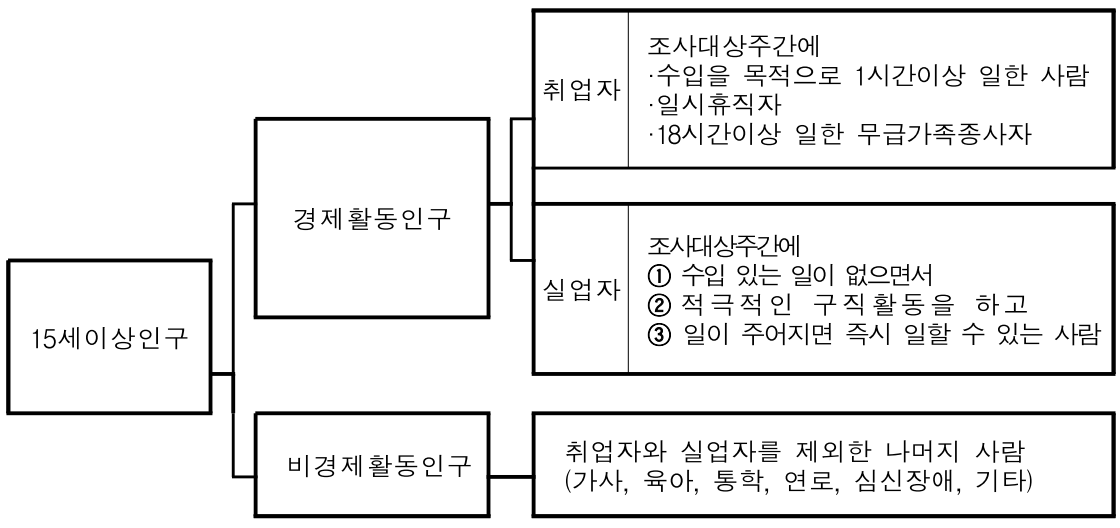 15세이상인구
경제활동인구
취업자
조사대상주간에
·수입을 목적으로 1시간이상 일한 사람
·일시휴직자
·18시간이상 일한 무급가족종사자
실업자
조사대상주간에
① 수입 있는 일이 없으면서
② 적극적인 구직활동을 하고
③ 일이 주어지면 즉시 일할 수 있는 사람
비경제활동인구
취업자와 실업자를 제외한 나머지 사람
(가사, 육아, 통학, 연로, 심신장애, 기타)